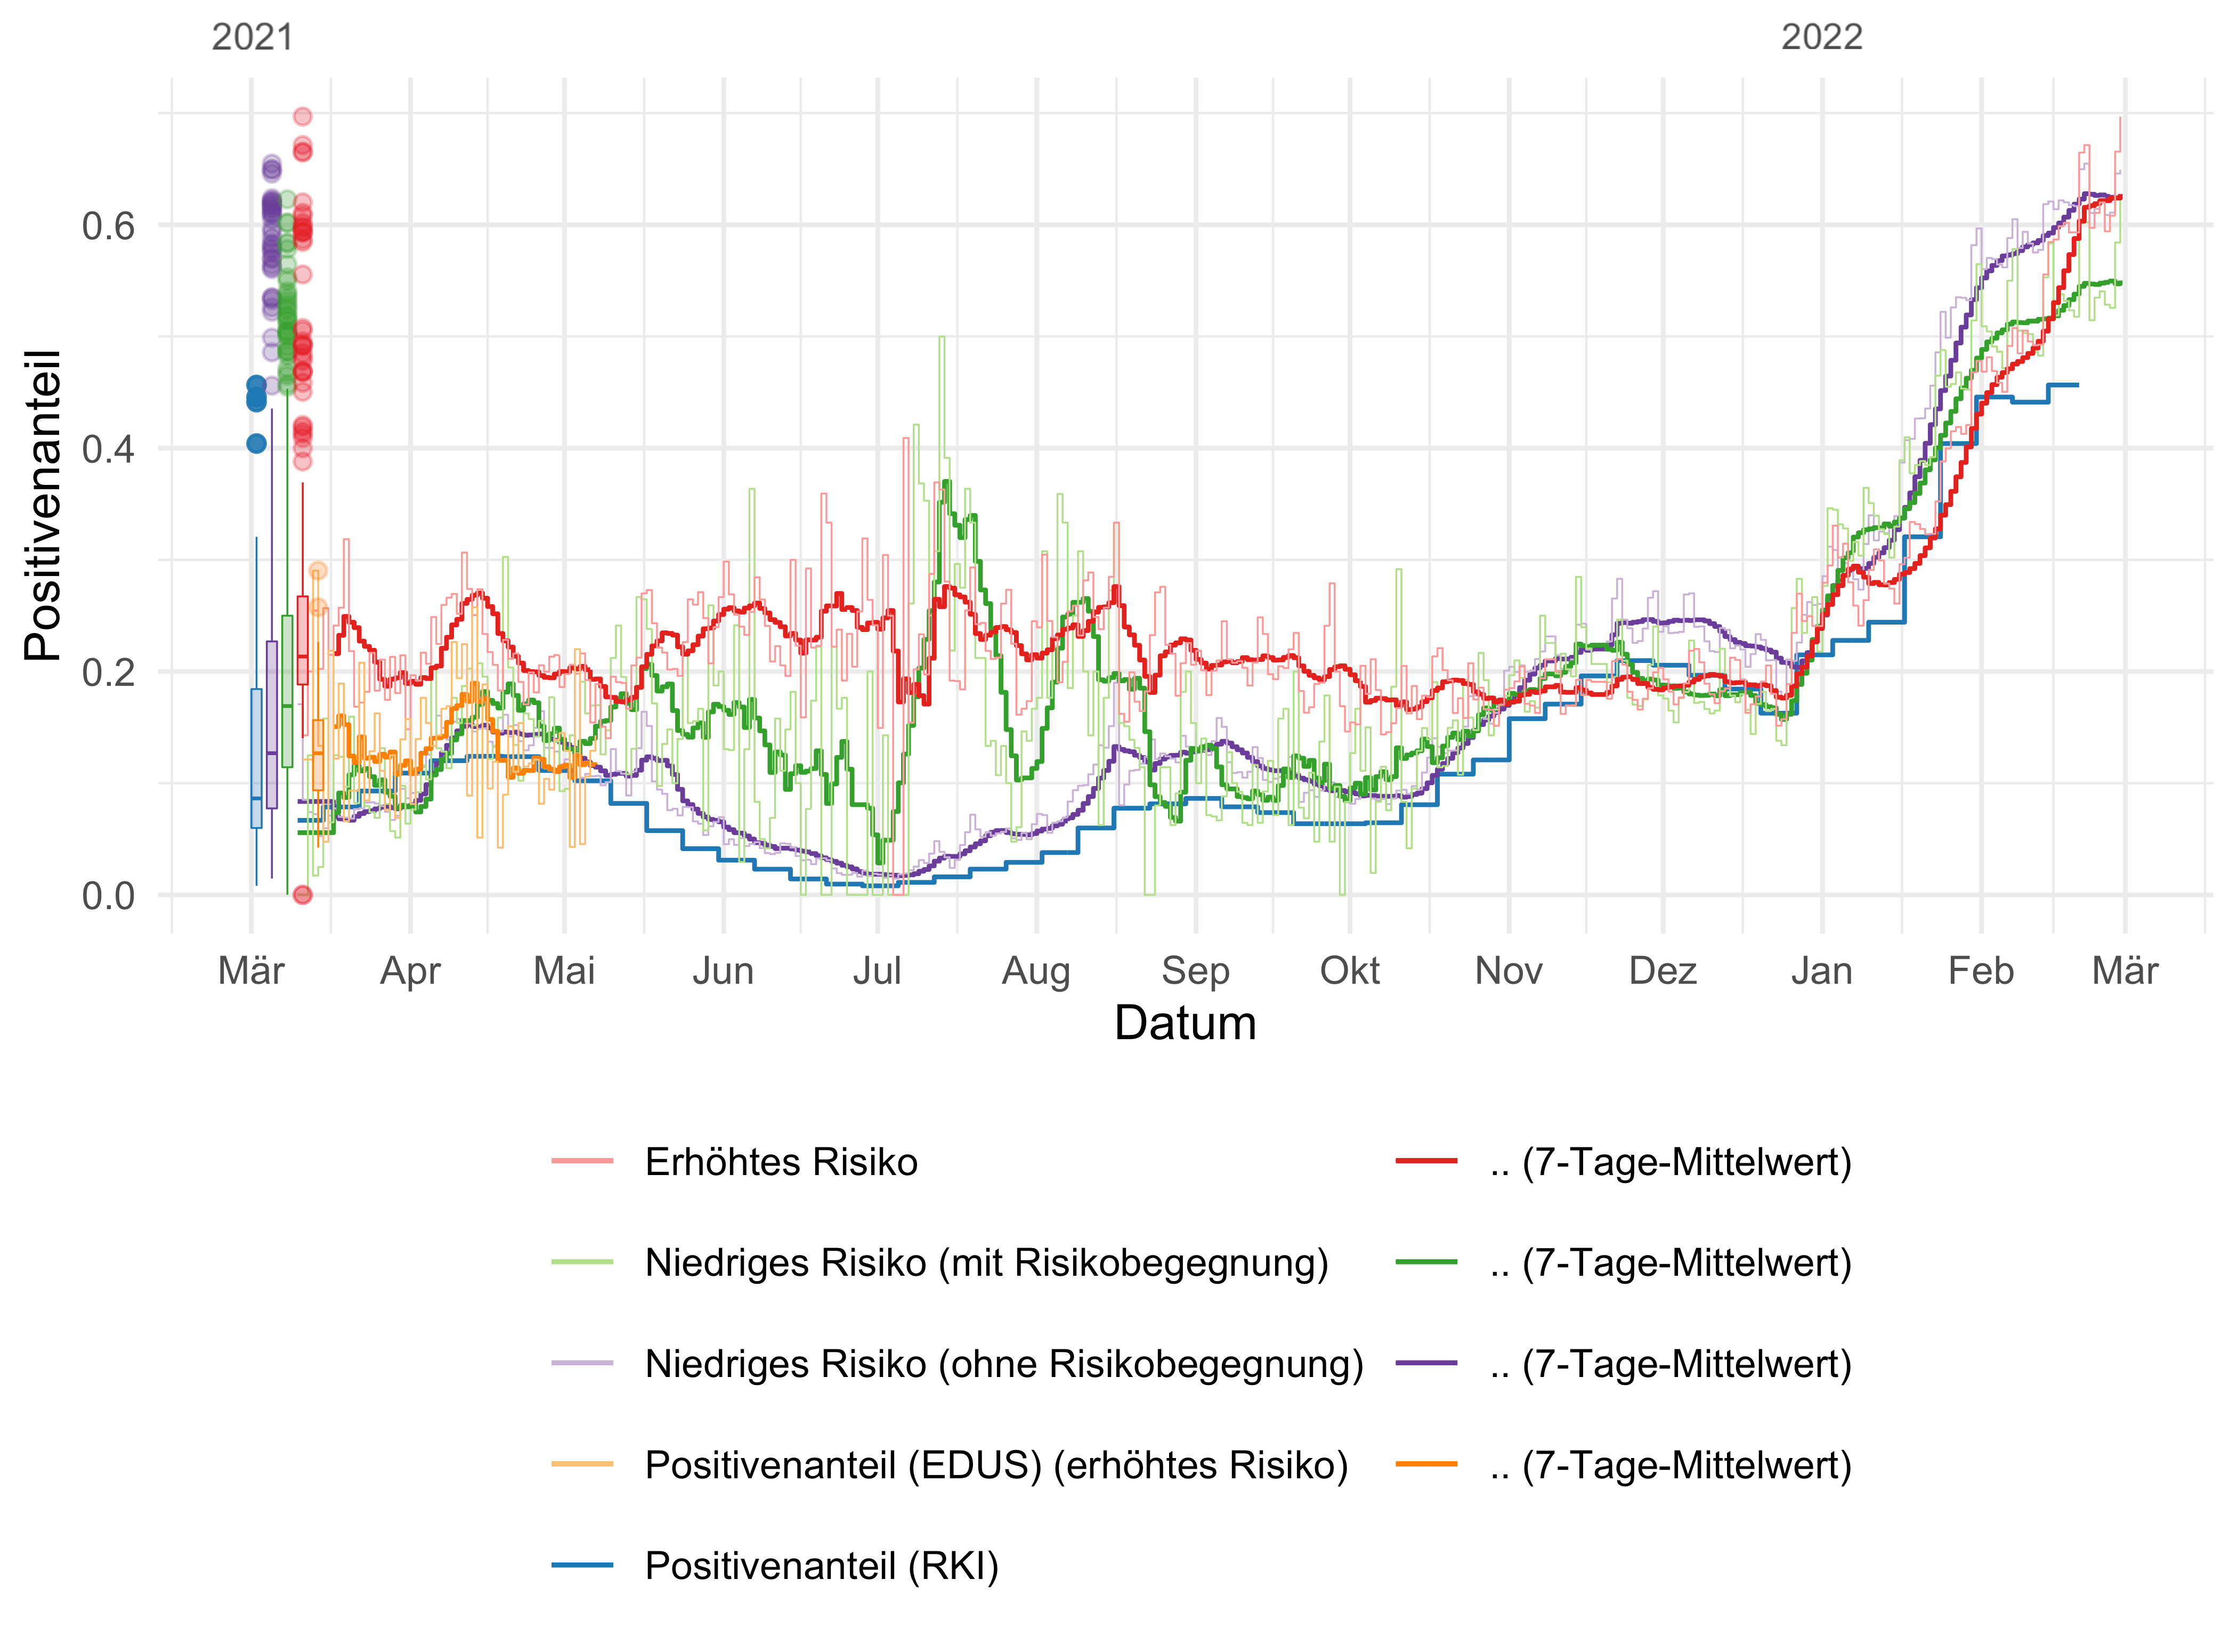 2021 2022
Positivenanteil
0.6
0.4
0.2
0.0
Mär Apr Mai Jun Jul Aug Sep Okt Nov Dez Jan Feb Mär
Datum
Erhöhtes Risiko .. (7-Tage-Mittelwert)
Niedriges Risiko (mit Risikobegegnung) .. (7-Tage-Mittelwert)
Niedriges Risiko (ohne Risikobegegnung) .. (7-Tage-Mittelwert)
Positivenanteil (EDUS) (erhöhtes Risiko) .. (7-Tage-Mittelwert)
Positivenanteil (RKI)